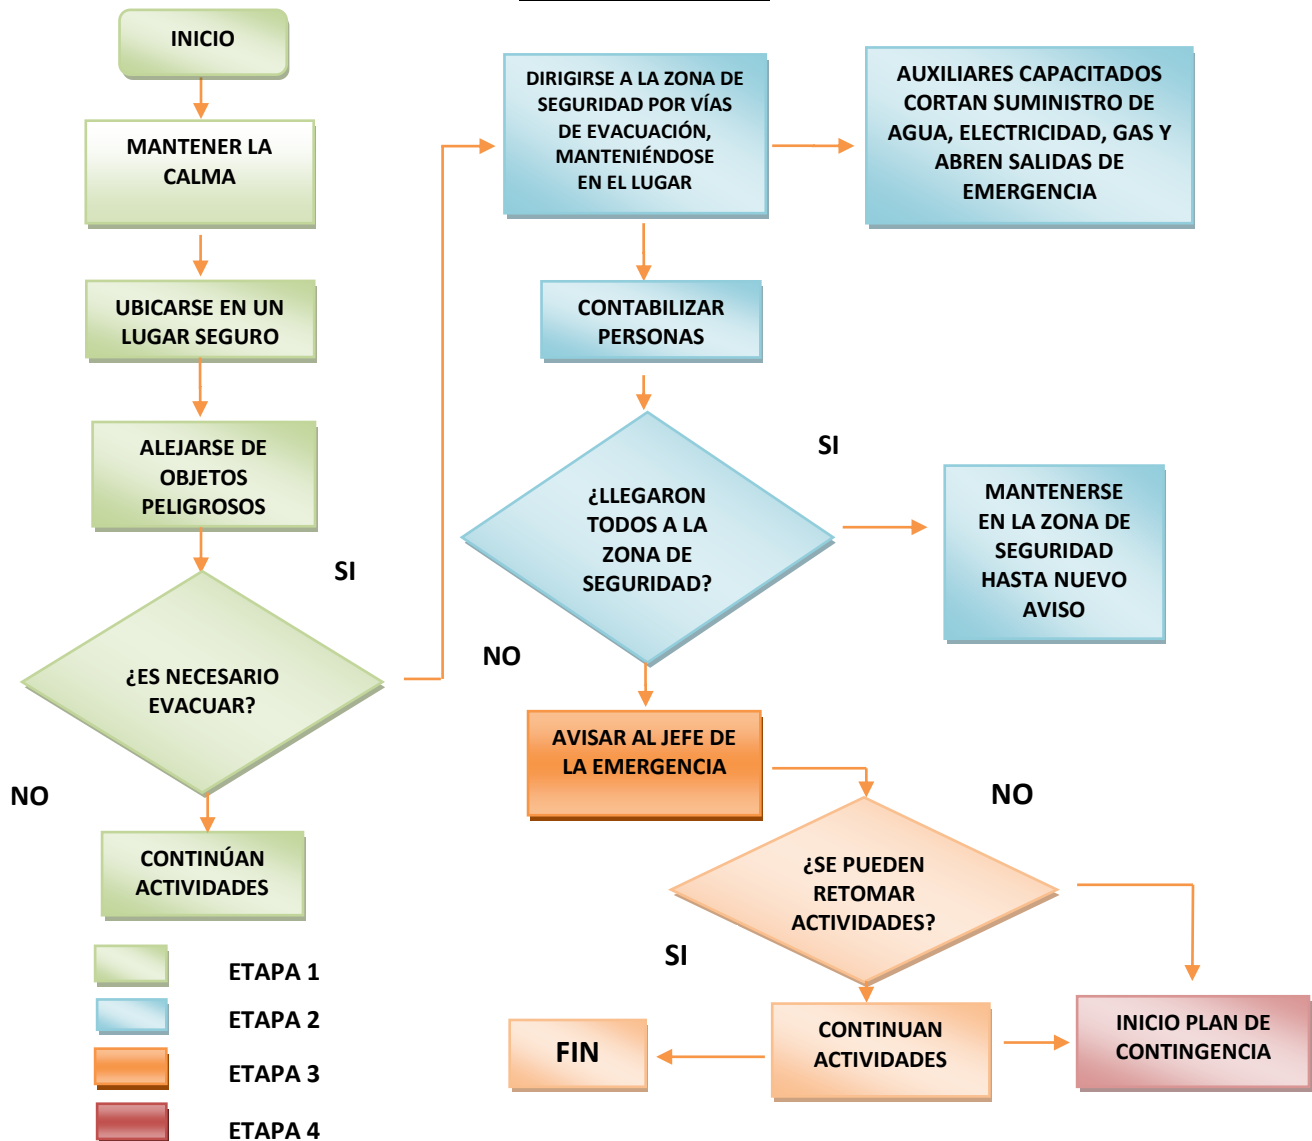 INICIO
MANTENER LA
CALMA
UBICARSE EN UN
LUGAR SEGURO
ALEJARSE DE
OBJETOS
PELIGROSOS
SI
¿ES NECESARIO
EVACUAR?
NO
CONTINÚAN
ACTIVIDADES
DIRIGIRSE A LA ZONA DE
SEGURIDAD POR VÍAS
DE EVACUACIÓN,
MANTENIÉNDOSE
EN EL LUGAR
AUXILIARES CAPACITADOS
CORTAN SUMINISTRO DE
AGUA, ELECTRICIDAD, GAS Y
ABREN SALIDAS DE
EMERGENCIA
CONTABILIZAR
PERSONAS
SI
¿LLEGARON
TODOS A LA
ZONA DE
SEGURIDAD?
MANTENERSE
EN LA ZONA DE
SEGURIDAD
HASTA NUEVO
AVISO
NO
AVISAR AL JEFE DE
LA EMERGENCIA
NO
¿SE PUEDEN
RETOMAR
ACTIVIDADES?
SI
CONTINUAN
ACTIVIDADES
FIN
INICIO PLAN DE
CONTINGENCIA
ETAPA 1
ETAPA 2
ETAPA 3
ETAPA 4